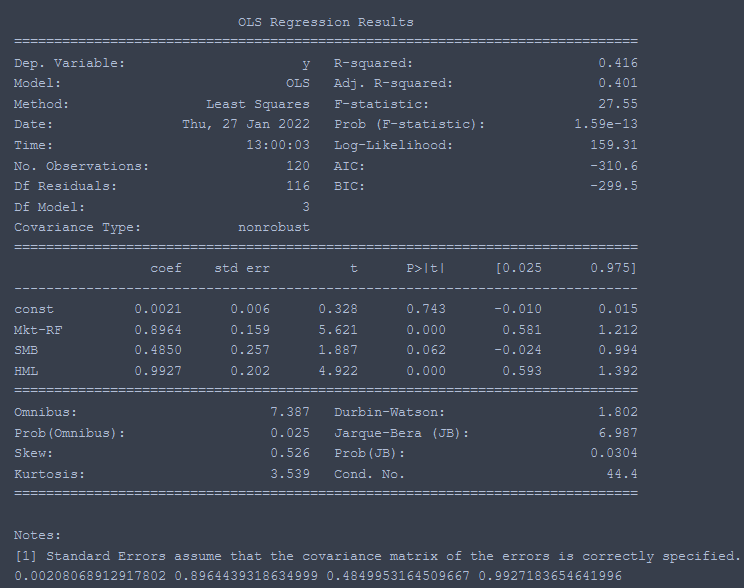 OLS Regression Results
==============================================================================
Dep. Variable: y R-squared: 0.416
Model: OLS Adj. R-squared: 0.401
Method: Least Squares F-statistic: 27.55
Date: Thu, 27 Jan 2022 Prob (F-statistic): 1.59e-13
Time: 13:00:03 Log-Likelihood: 159.31
No. Observations: 120 AIC: -310.6
Df Residuals: 116 BIC: -299.5
Df Model: 3
Covariance Type: nonrobust
==============================================================================
coef std err t P>|t| [0.025 0.975]
------------------------------------------------------------------------------
const 0.0021 0.006 0.328 0.743 -0.010 0.015
Mkt-RF 0.8964 0.159 5.621 0.000 0.581 1.212
SMB 0.4850 0.257 1.887 0.062 -0.024 0.994
HML 0.9927 0.202 4.922 0.000 0.593 1.392
==============================================================================
Omnibus: 7.387 Durbin-Watson: 1.802
Prob(Omnibus): 0.025 Jarque-Bera (JB): 6.987
Skew: 0.526 Prob(JB): 0.0304
Kurtosis: 3.539 Cond. No. 44.4
==============================================================================
Notes:
[1] Standard Errors assume that the covariance matrix of the errors is correctly specified.
0.00208068912917802 0.8964439318634999 0.4849953164509667 0.9927183654641996